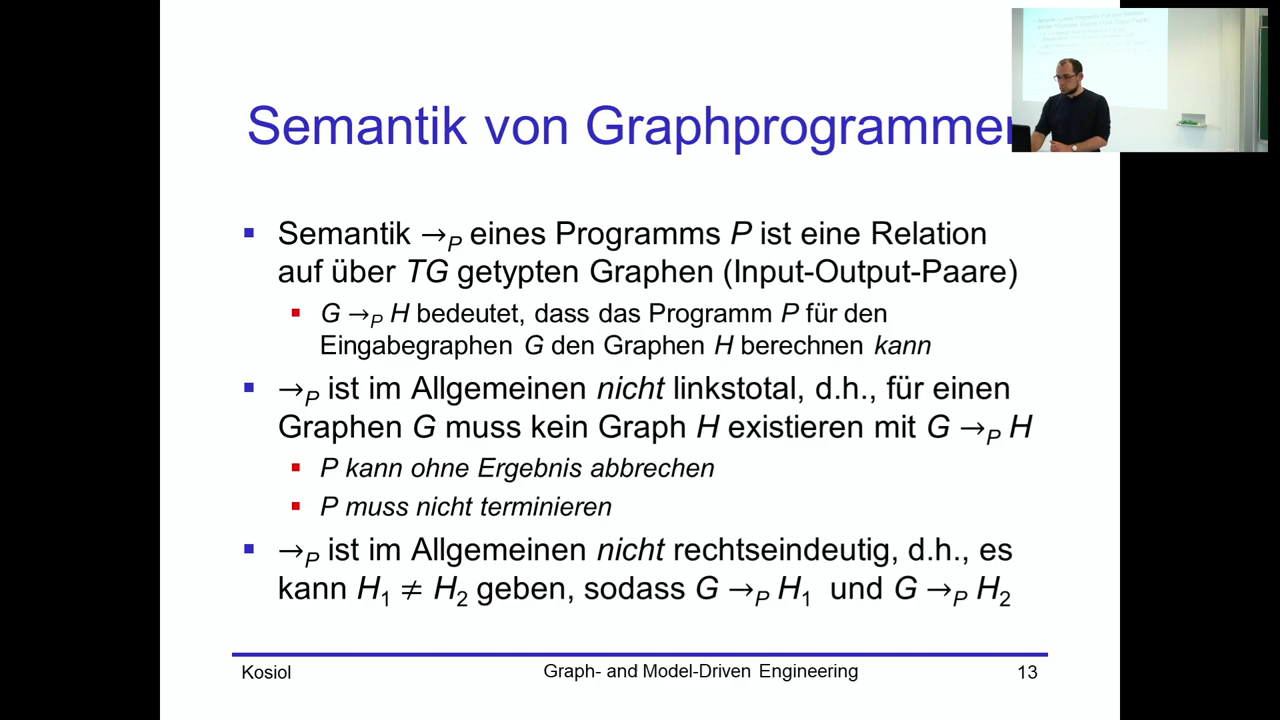 Semantik von Graphprogrammen
▪ Semantik →P eines Programms P ist eine Relation
auf über TG getypten Graphen (Input-Output-Paare)
▪ G →P H bedeutet, dass das Programm P für den
Eingabegraphen G den Graphen H berechnen kann
▪ →P ist im Allgemeinen nicht linkstotal, d.h., für einen
Graphen G muss kein Graph H existieren mit G →P H
▪ P kann ohne Ergebnis abbrechen
▪ P muss nicht terminieren
▪ →P ist im Allgemeinen nicht rechtseindeutig, d.h., es
kann H1 ≠ H2 geben, sodass G →P H1 und G →P H2
Kosiol Graph- and Model-Driven Engineering 13